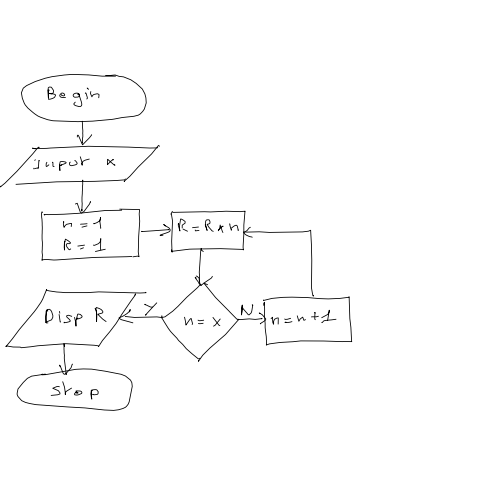 Begin
Input x
n=1
R=1
R=R*n
n=x
Y
N
n=n+1
Disp R
Stop